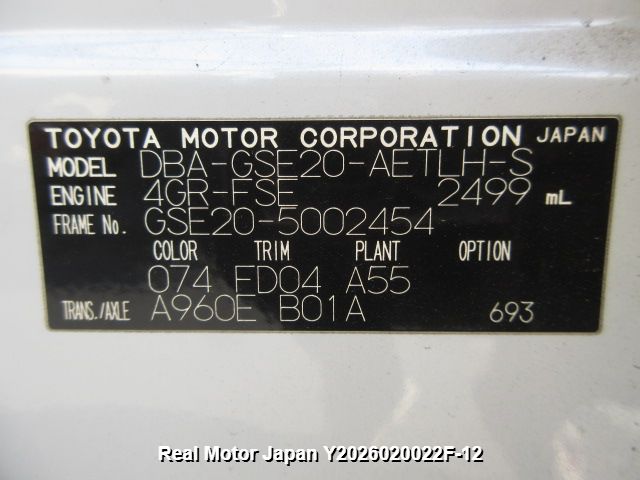 TOYOTA MOTOR CORPORATION JAPAN
MODEL DBA-GSE20-AETLH-S
ENGINE 4GR-FSE 2499 mL
FRAME No. GSE20-5002454
COLOR TRIM PLANT OPTION
074 FD04 A55
TRANS./AXLE A960E B01A 693
Real Motor Japan Y2026020022F-12